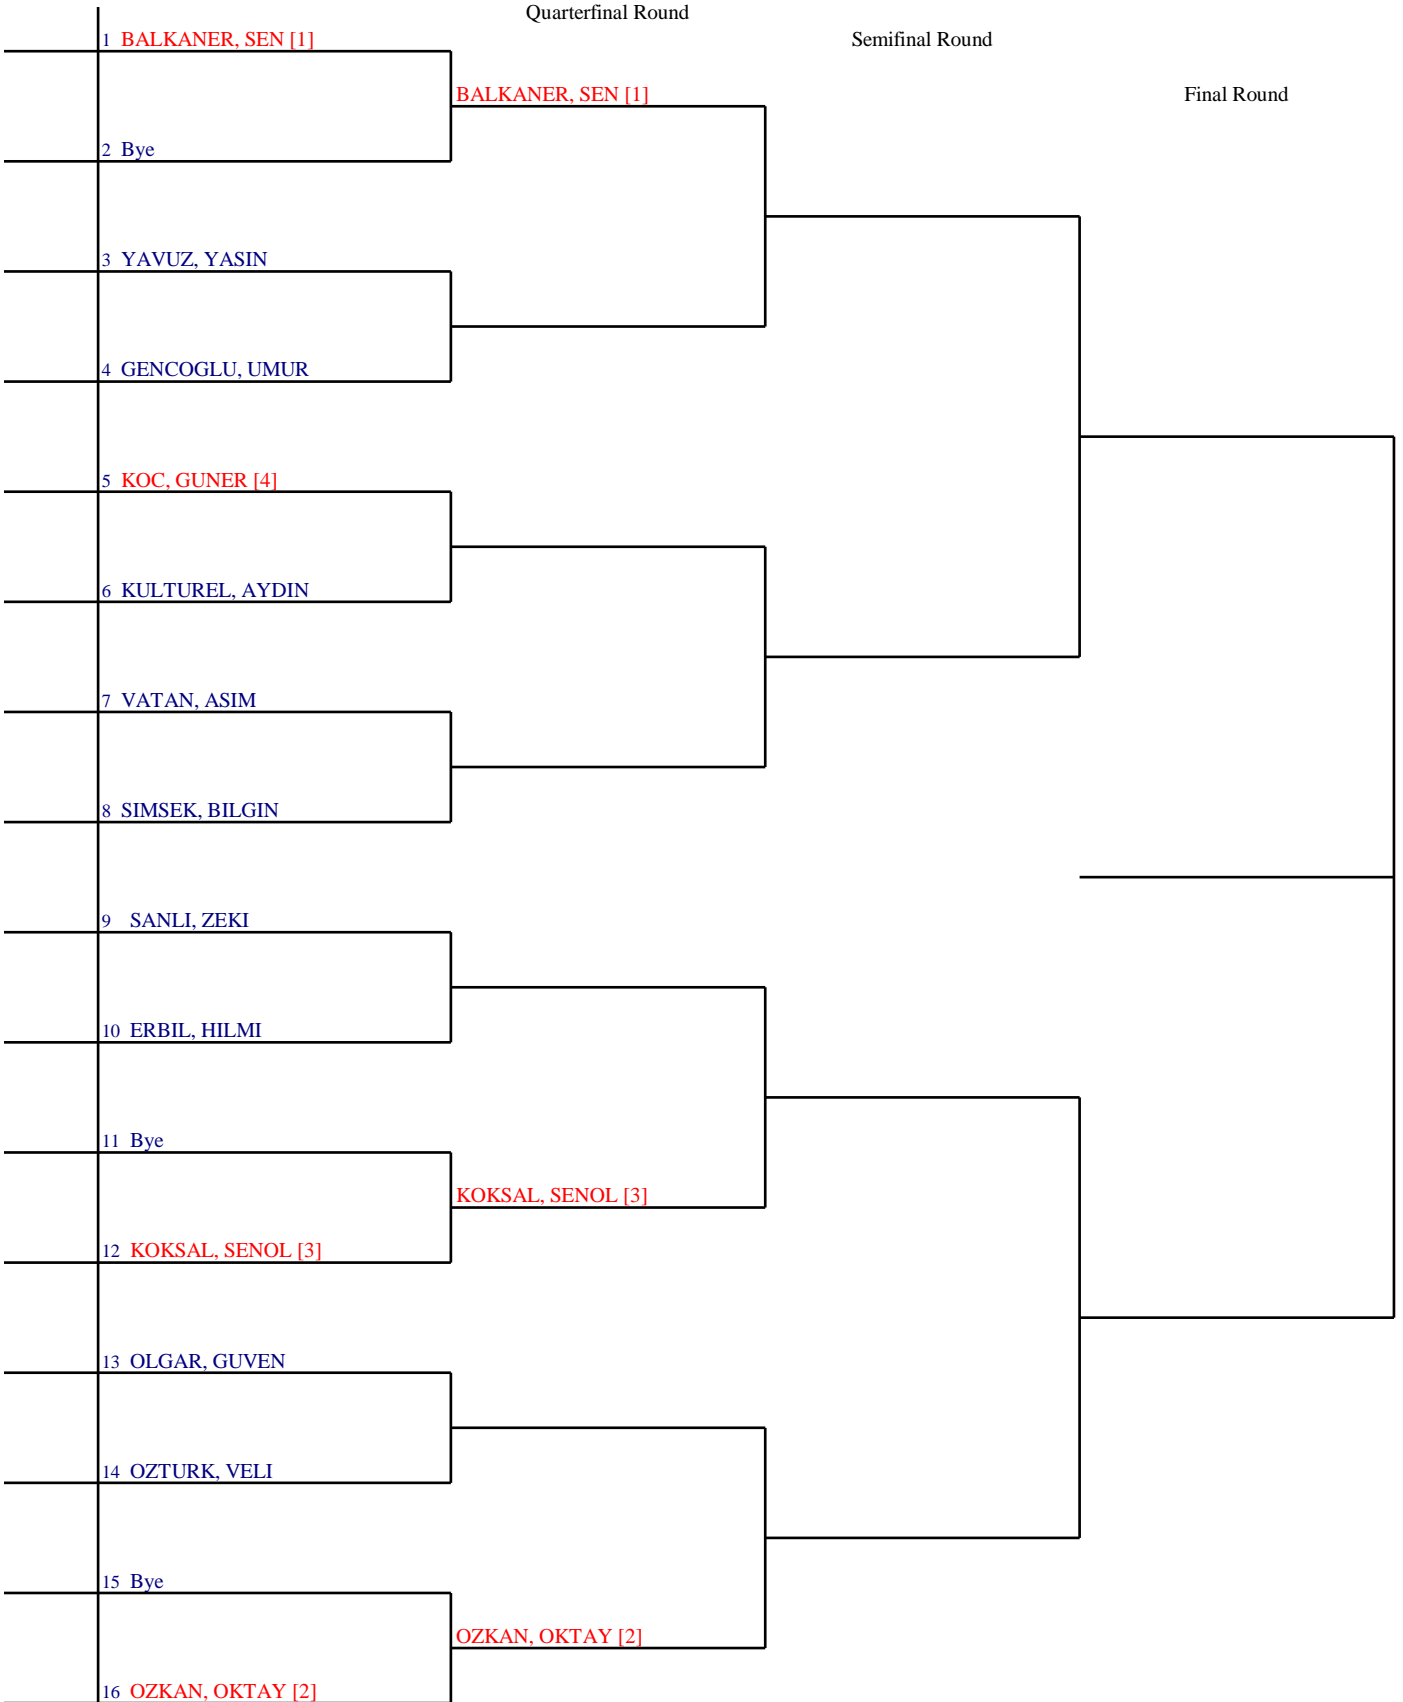 Quarterfinal Round
1 BALKANER, SEN [1]
Semifinal Round
BALKANER, SEN [1]
Final Round
2 Bye
3 YAVUZ, YASIN
4 GENCOGLU, UMUR
5 KOC, GUNER [4]
6 KULTUREL, AYDIN
7 VATAN, ASIM
8 SIMSEK, BILGIN
9 SANLI, ZEKI
10 ERBIL, HILMI
11 Bye
KOKSAL, SENOL [3]
12 KOKSAL, SENOL [3]
13 OLGAR, GUVEN
14 OZTURK, VELI
15 Bye
OZKAN, OKTAY [2]
16 OZKAN, OKTAY [2]